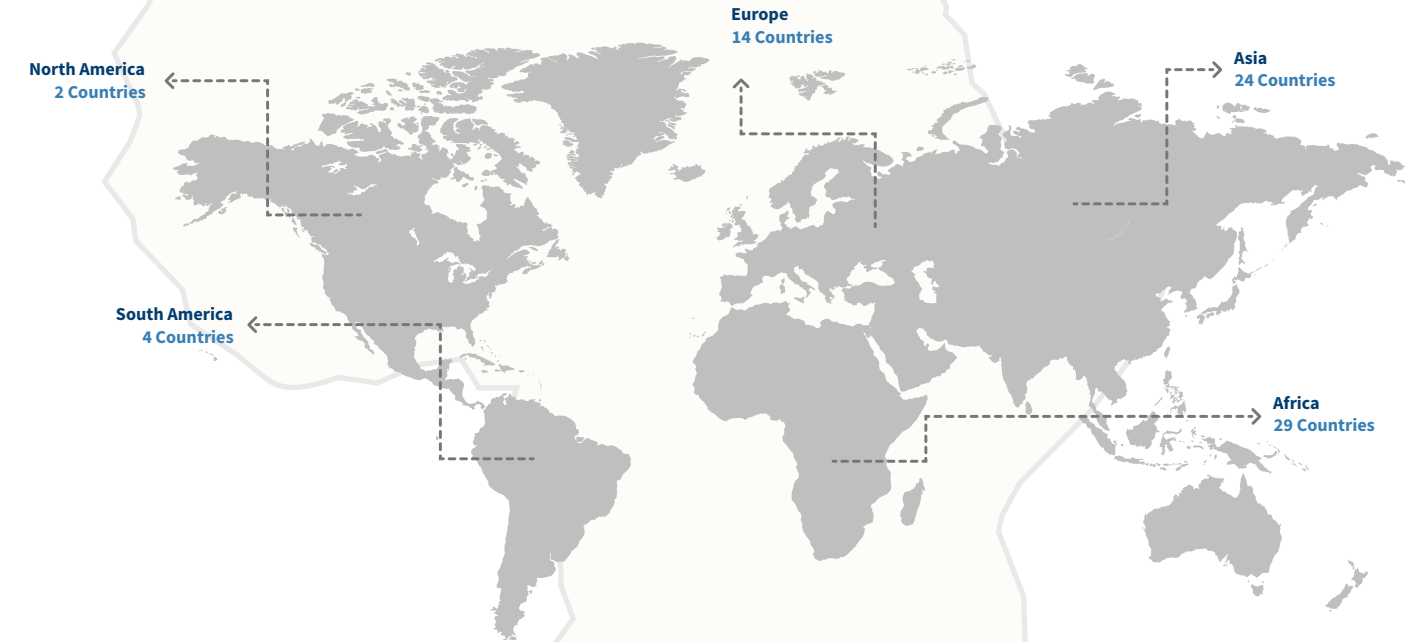 Europe
14 Countries
Asia
24 Countries
North America
2 Countries
South America
4 Countries
Africa
29 Countries